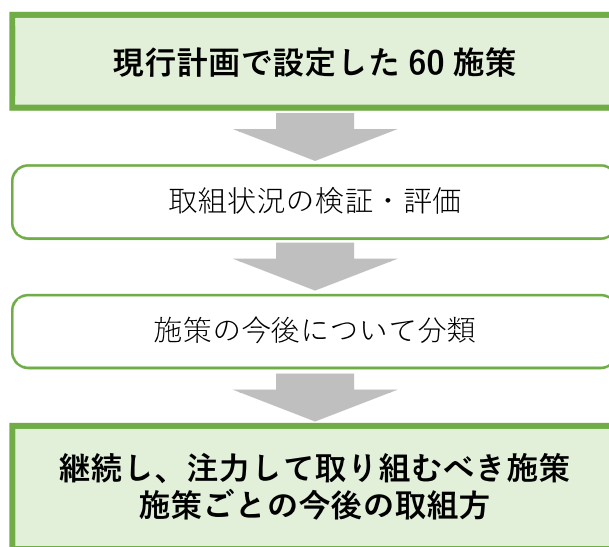 現行計画で設定した 60 施策
取組状況の検証・評価
施策の今後について分類
継続し、注力して取り組むべき施策
施策ごとの今後の取組方